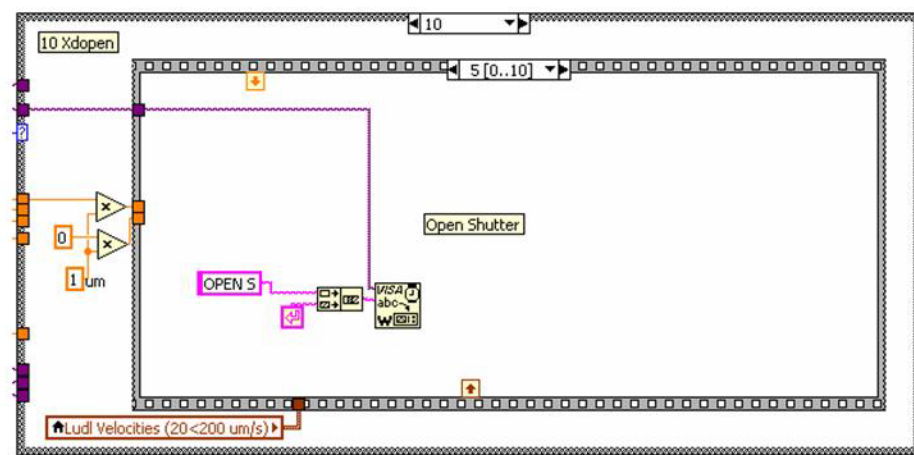 10
10 Xdopen
5 [0..10]
?
×
0
×
1 um
Open Shutter
OPEN S
VISA
abc
W
Ludl Velocities (20<200 um/s)